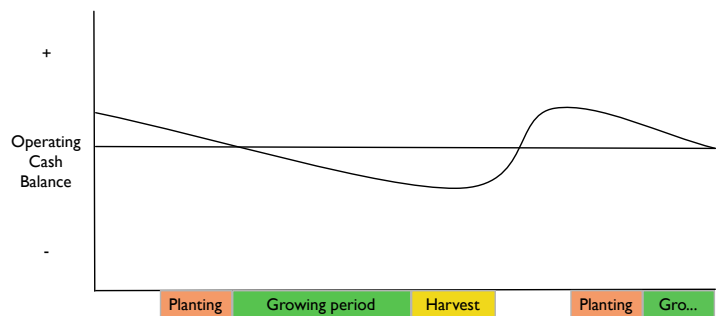 +
Operating
Cash
Balance
-
Planting
Growing period
Harvest
Planting
Gro...